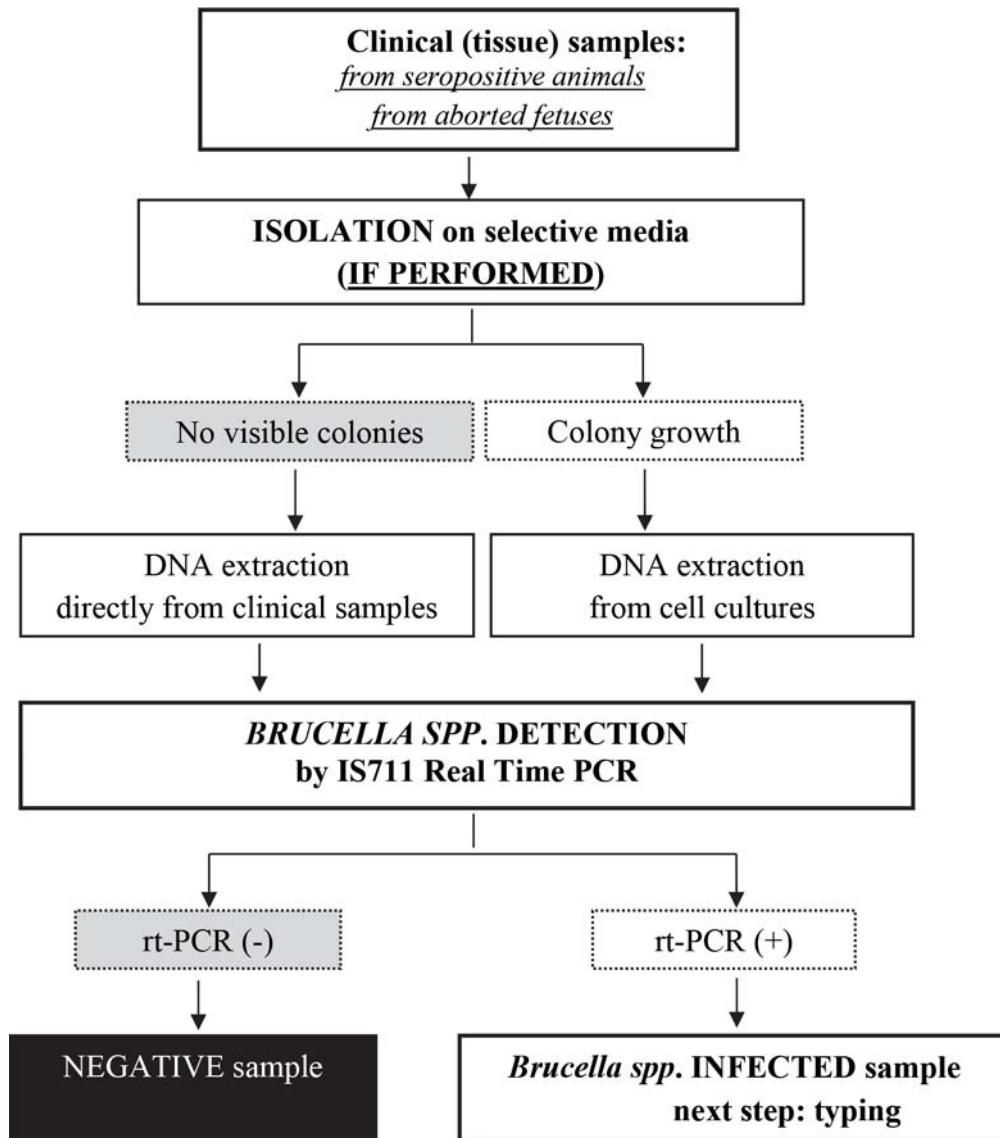 Clinical (tissue) samples:
from seropositive animals
from aborted fetuses
ISOLATION on selective media
(IF PERFORMED)
No visible colonies
Colony growth
DNA extraction
directly from clinical samples
DNA extraction
from cell cultures
BRUCELLA SPP. DETECTION
by IS711 Real Time PCR
rt-PCR (-)
rt-PCR (+)
NEGATIVE sample
Brucella spp. INFECTED sample
next step: typing